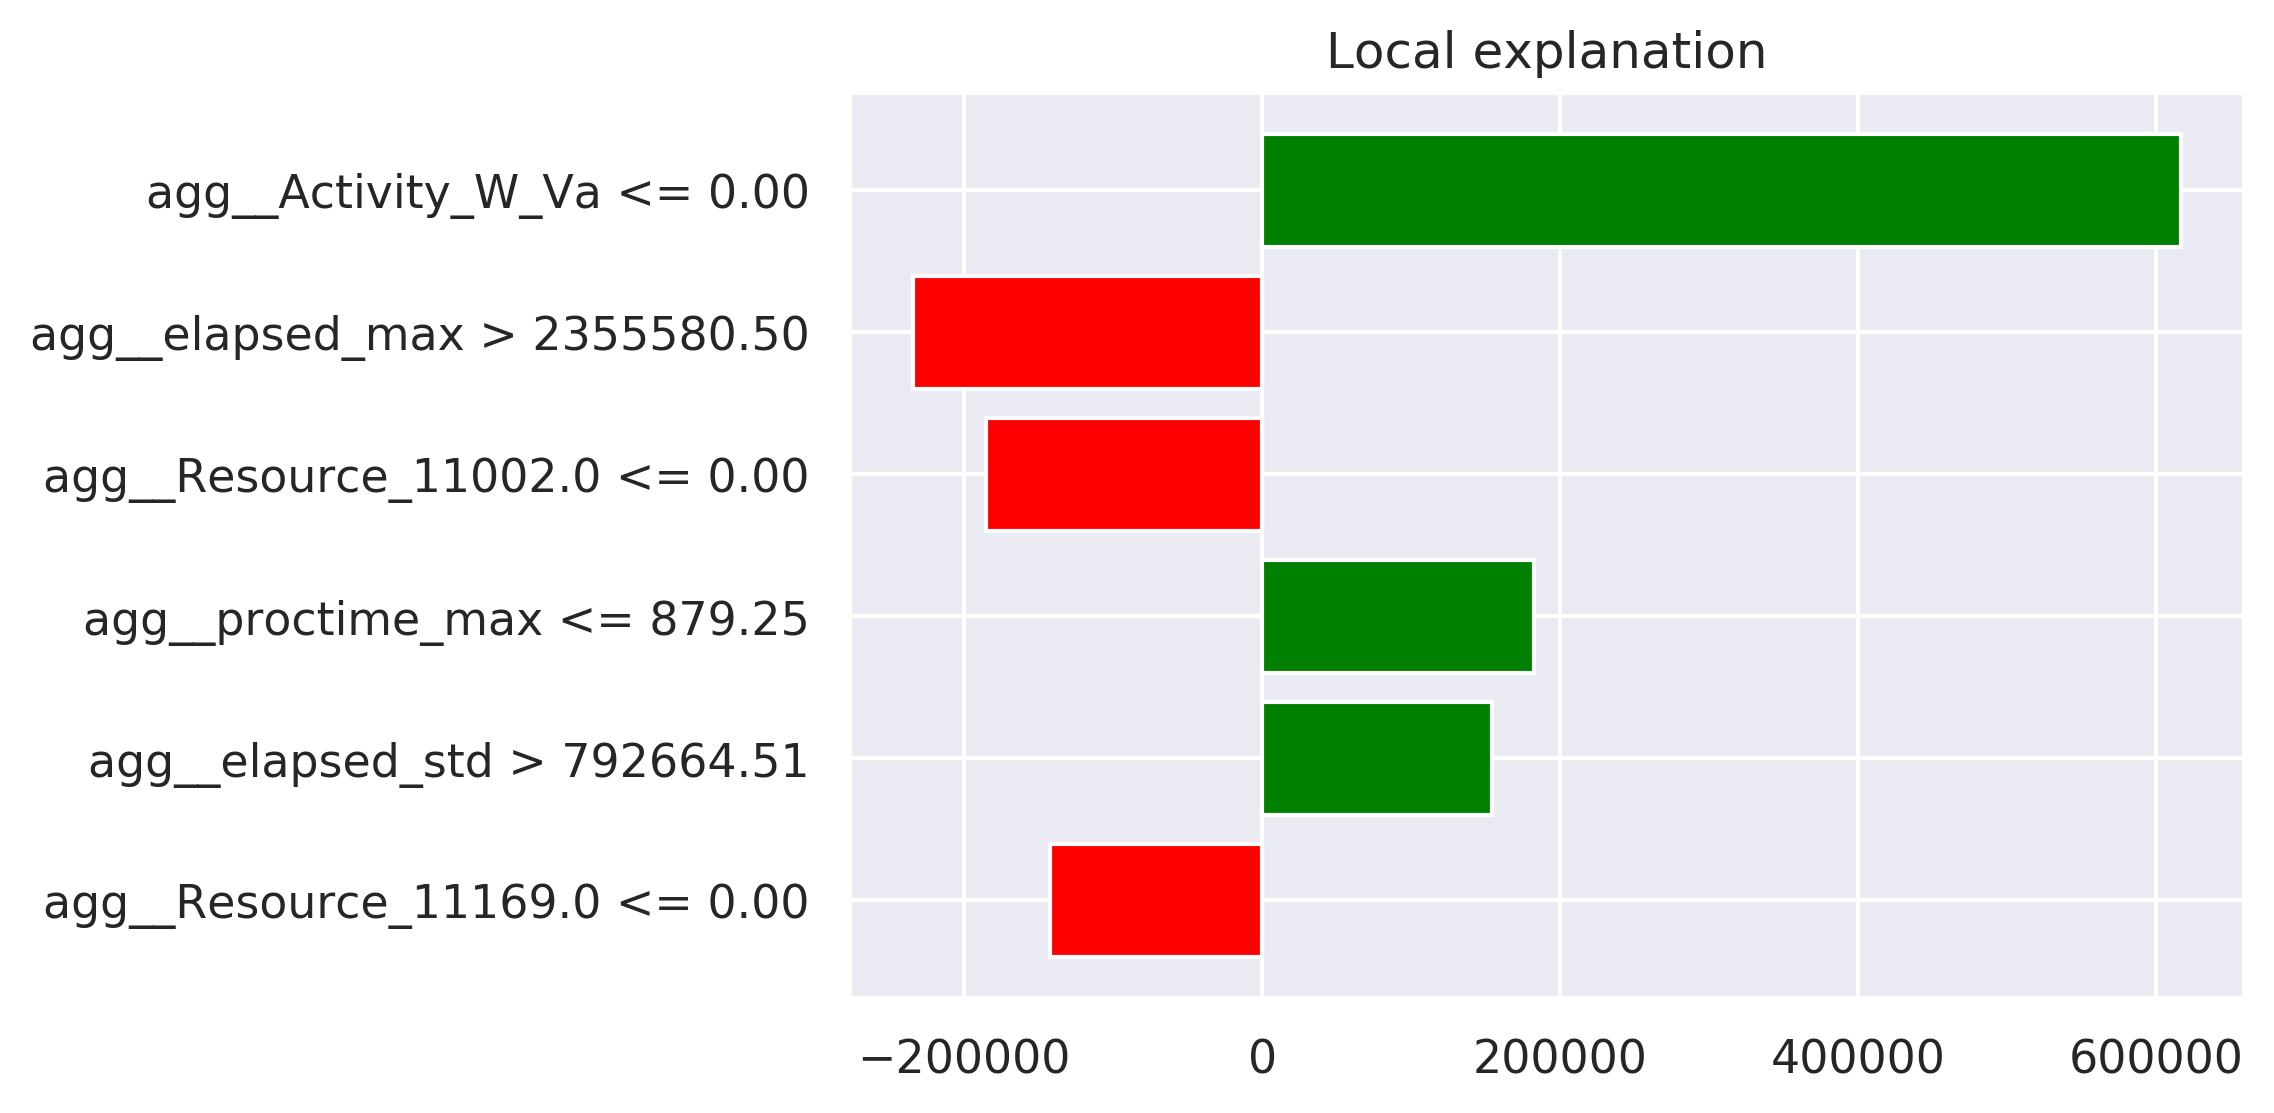 Local explanation
agg__Activity_W_Va <= 0.00
agg__elapsed_max > 2355580.50
agg__Resource_11002.0 <= 0.00
agg__proctime_max <= 879.25
agg__elapsed_std > 792664.51
agg__Resource_11169.0 <= 0.00
−200000 0 200000 400000 600000